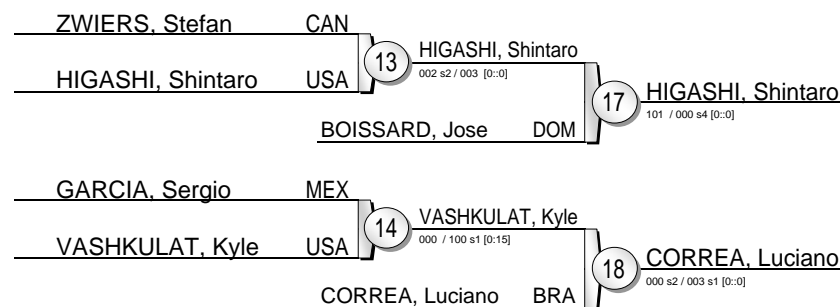 ZWIERS, Stefan CAN
13
HIGASHI, Shintaro
002 s2 / 003 [0::0]
HIGASHI, Shintaro USA
17
HIGASHI, Shintaro
101 / 000 s4 [0::0]
BOISSARD, Jose DOM
GARCIA, Sergio MEX
14
VASHKULAT, Kyle
000 / 100 s1 [0:15]
VASHKULAT, Kyle USA
18
CORREA, Luciano
000 s2 / 003 s1 [0::0]
CORREA, Luciano BRA